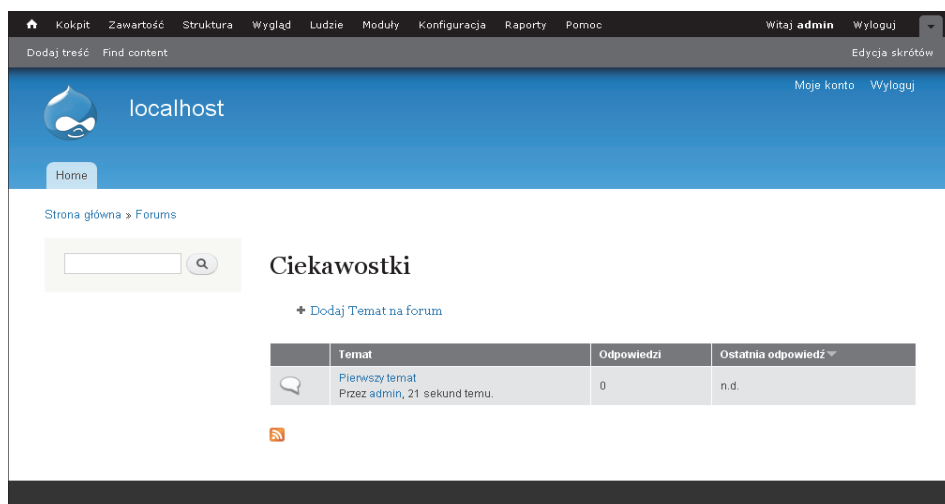 Kokpit Zawartość Struktura Wygląd Ludzie Moduły Konfiguracja Raporty Pomoc Witaj admin Wyloguj
Dodaj treść Find content Edycja skrótów
Moje konto Wyloguj
localhost
Home
Strona główna » Forums
Ciekawostki
Dodaj Temat na forum
Temat Odpowiedzi Ostatnia odpowiedź
Pierwszy temat
Przez admin, 21 sekund temu. 0 n.d.